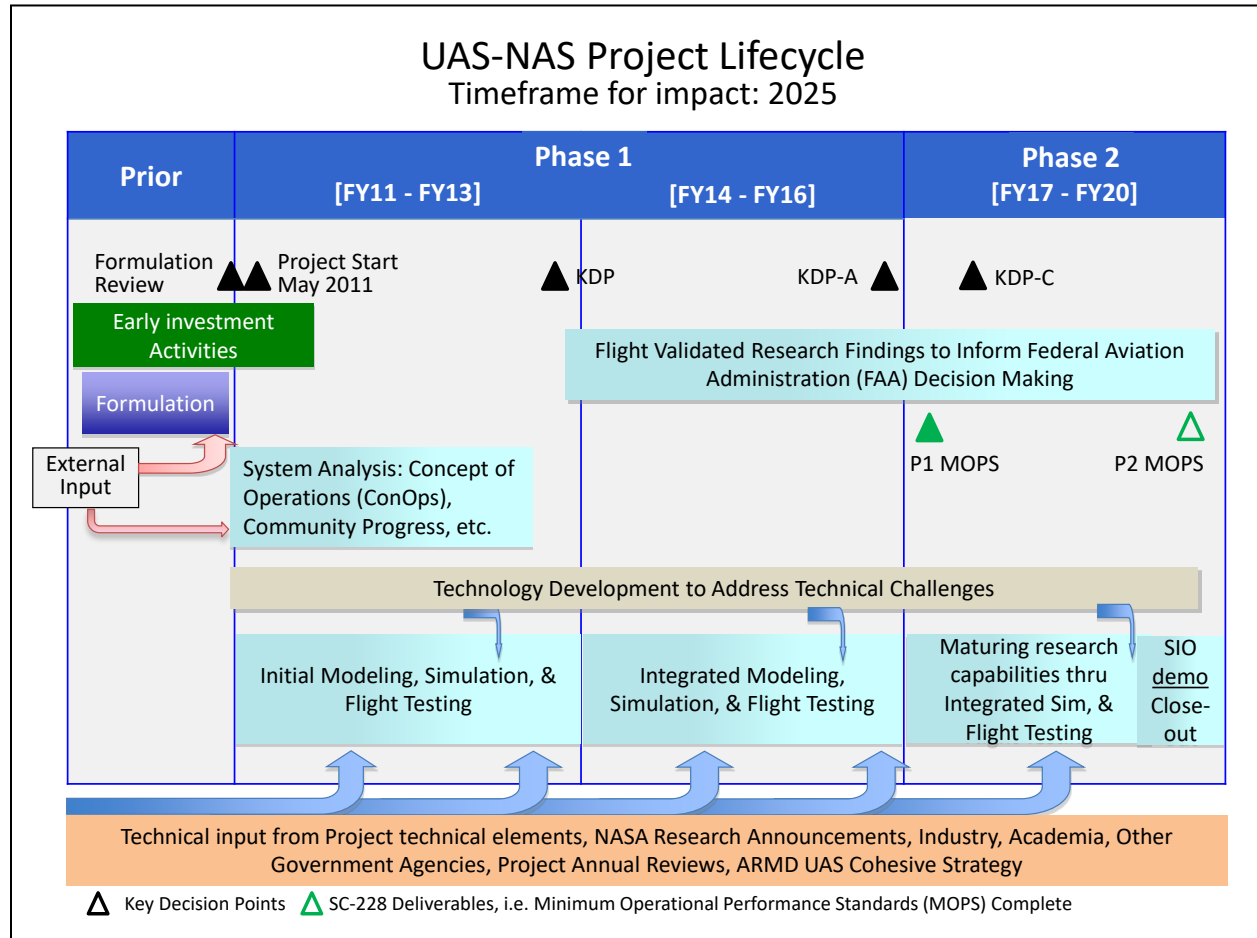 UAS-NAS Project Lifecycle
Timeframe for impact: 2025
Prior
Phase 1
Phase 2
[FY11 - FY13]
[FY14 - FY16]
[FY17 - FY20]
Formulation
Review
Project Start
May 2011
KDP
KDP-A
KDP-C
Early investment
Activities
Flight Validated Research Findings to Inform Federal Aviation
Administration (FAA) Decision Making
Formulation
P1 MOPS
P2 MOPS
External
Input
System Analysis: Concept of
Operations (ConOps),
Community Progress, etc.
Technology Development to Address Technical Challenges
Initial Modeling, Simulation, &
Flight Testing
Integrated Modeling,
Simulation, & Flight Testing
Maturing research
capabilities thru
Integrated Sim, &
Flight Testing
SIO
demo
Close-
out
Technical input from Project technical elements, NASA Research Announcements, Industry, Academia, Other
Government Agencies, Project Annual Reviews, ARMD UAS Cohesive Strategy
Key Decision Points
SC-228 Deliverables, i.e. Minimum Operational Performance Standards (MOPS) Complete